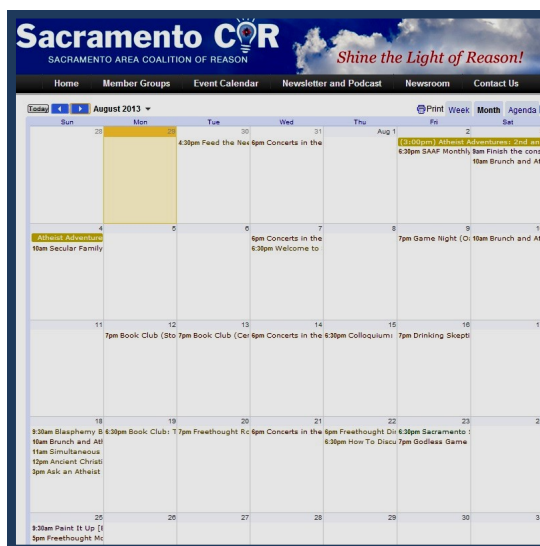 Sacramento COR
SACRAMENTO AREA COALITION OF REASON
Shine the Light of Reason!
Home Member Groups Event Calendar Newsletter and Podcast Newsroom Contact Us
Today August 2013 Print Week Month Agenda
Sun Mon Tue Wed Thu Fri Sat
28 29 30 31 Aug 1 2
4:30pm Feed the Nee 6pm Concerts in the (3:00pm) Atheist Adventures: 2nd an
6:30pm SAAF Monthly 9am Finish the cons
10am Brunch and At
4 5 6 7 8 9 1
Atheist Adventure 6pm Concerts in the 7pm Game Night (O 10am Brunch and At
10am Secular Family 6:30pm Welcome to
11 12 13 14 15 16 1
7pm Book Club (Sto 7pm Book Club (Cer 6pm Concerts in the 6:30pm Colloquium: 7pm Drinking Skepti
18 19 20 21 22 23 2
9:30am Blasphemy B 6:30pm Book Club: T 7pm Freethought Ro 6pm Concerts in the 6pm Freethought Di 6:30pm Sacramento
10am Brunch and Ath 6:30pm How To Discu 7pm Godless Game
11am Simultaneous
12pm Ancient Christi
3pm Ask an Atheist
25 26 27 28 29 30 3
9:30am Paint It Up [
5pm Freethought Mo